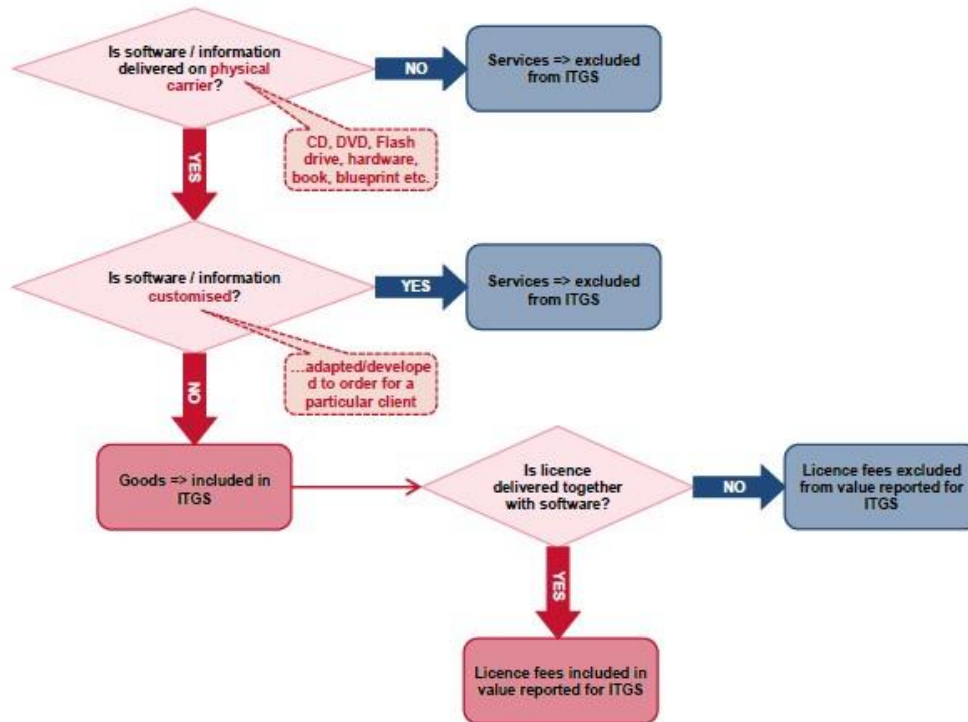 Is software / information
delivered on physical
carrier?
NO
Services => excluded
from ITGS
CD, DVD, Flash
drive, hardware,
book, blueprint etc.
YES
Is software / information
customised?
YES
Services => excluded
from ITGS
...adapted/develope
d to order for a
particular client
NO
Goods => included in
ITGS
Is licence
delivered together
with software?
NO
Licence fees excluded
from value reported for
ITGS
YES
Licence fees included in
value reported for ITGS